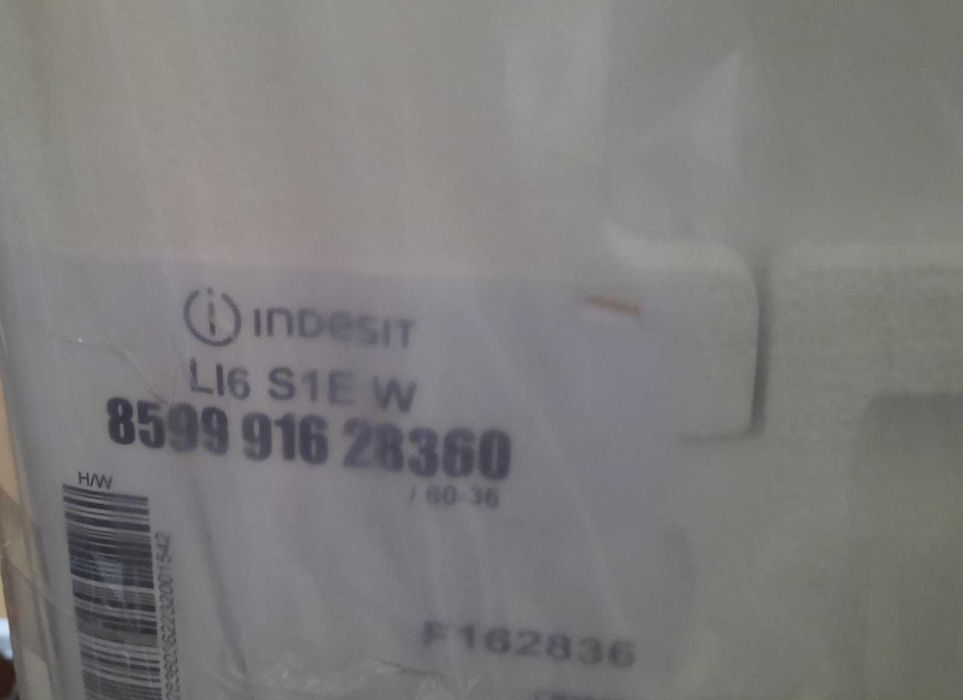 INDESIT
LI6 S1E W
8599 916 28360
H/W
/ 60-36
F162836